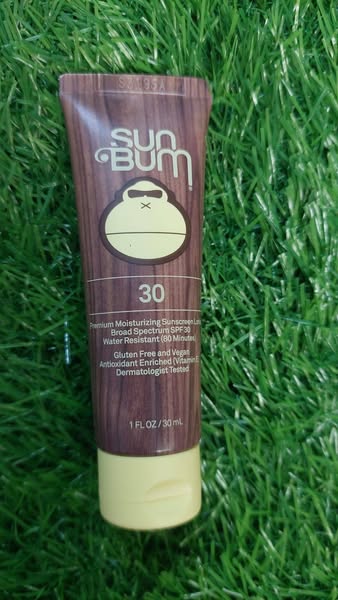 SUN
BUM
30
Premium Moisturizing Sunscreen
Broad Spectrum SPF 30
Water Resistant (80 Minutes)
Gluten Free and Vegan
Antioxidant Enriched (Vitamin E)
Dermatologist Tested
1 FL OZ / 30 mL